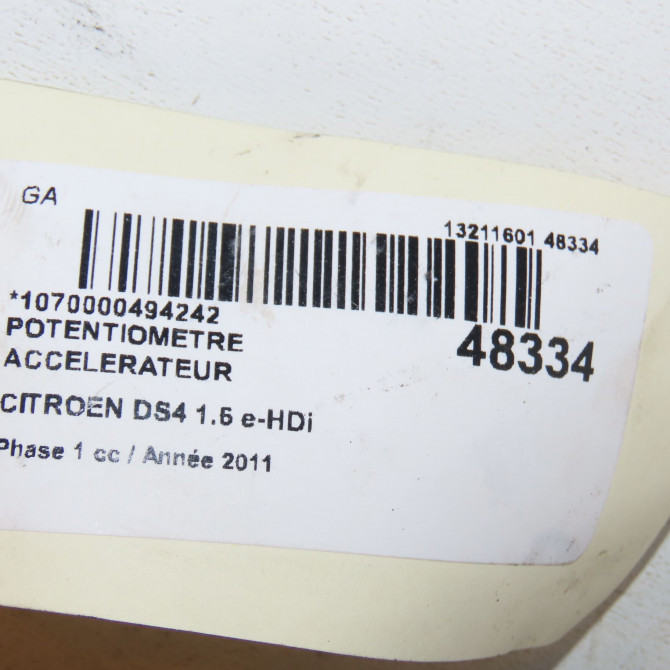 GA
13211601 48334
*1070000494242
48334
POTENTIOMETRE
ACCELERATEUR
CITROEN DS4 1.6 e-HDi
Phase 1 cc / Année 2011